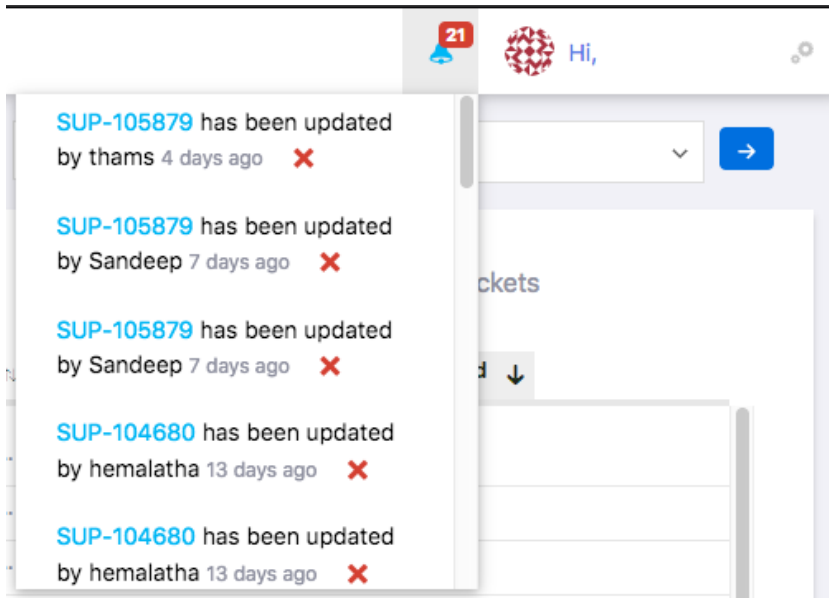 21
Hi,
SUP-105879 has been updated
by thams 4 days ago
SUP-105879 has been updated
by Sandeep 7 days ago
ckets
SUP-105879 has been updated
by Sandeep 7 days ago
d
SUP-104680 has been updated
by hemalatha 13 days ago
SUP-104680 has been updated
by hemalatha 13 days ago